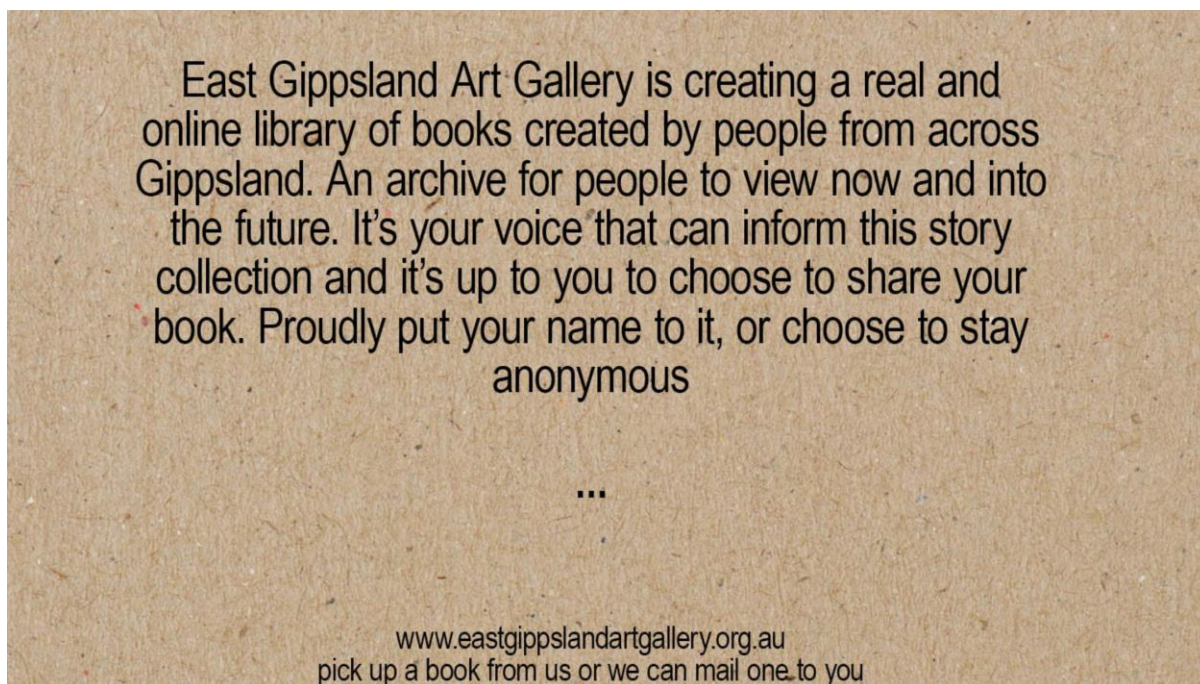 East Gippsland Art Gallery is creating a real and
online library of books created by people from across
Gippsland. An archive for people to view now and into
the future. It’s your voice that can inform this story
collection and it’s up to you to choose to share your
book. Proudly put your name to it, or choose to stay
anonymous
...
www.eastgippslandartgallery.org.au
pick up a book from us or we can mail one to you